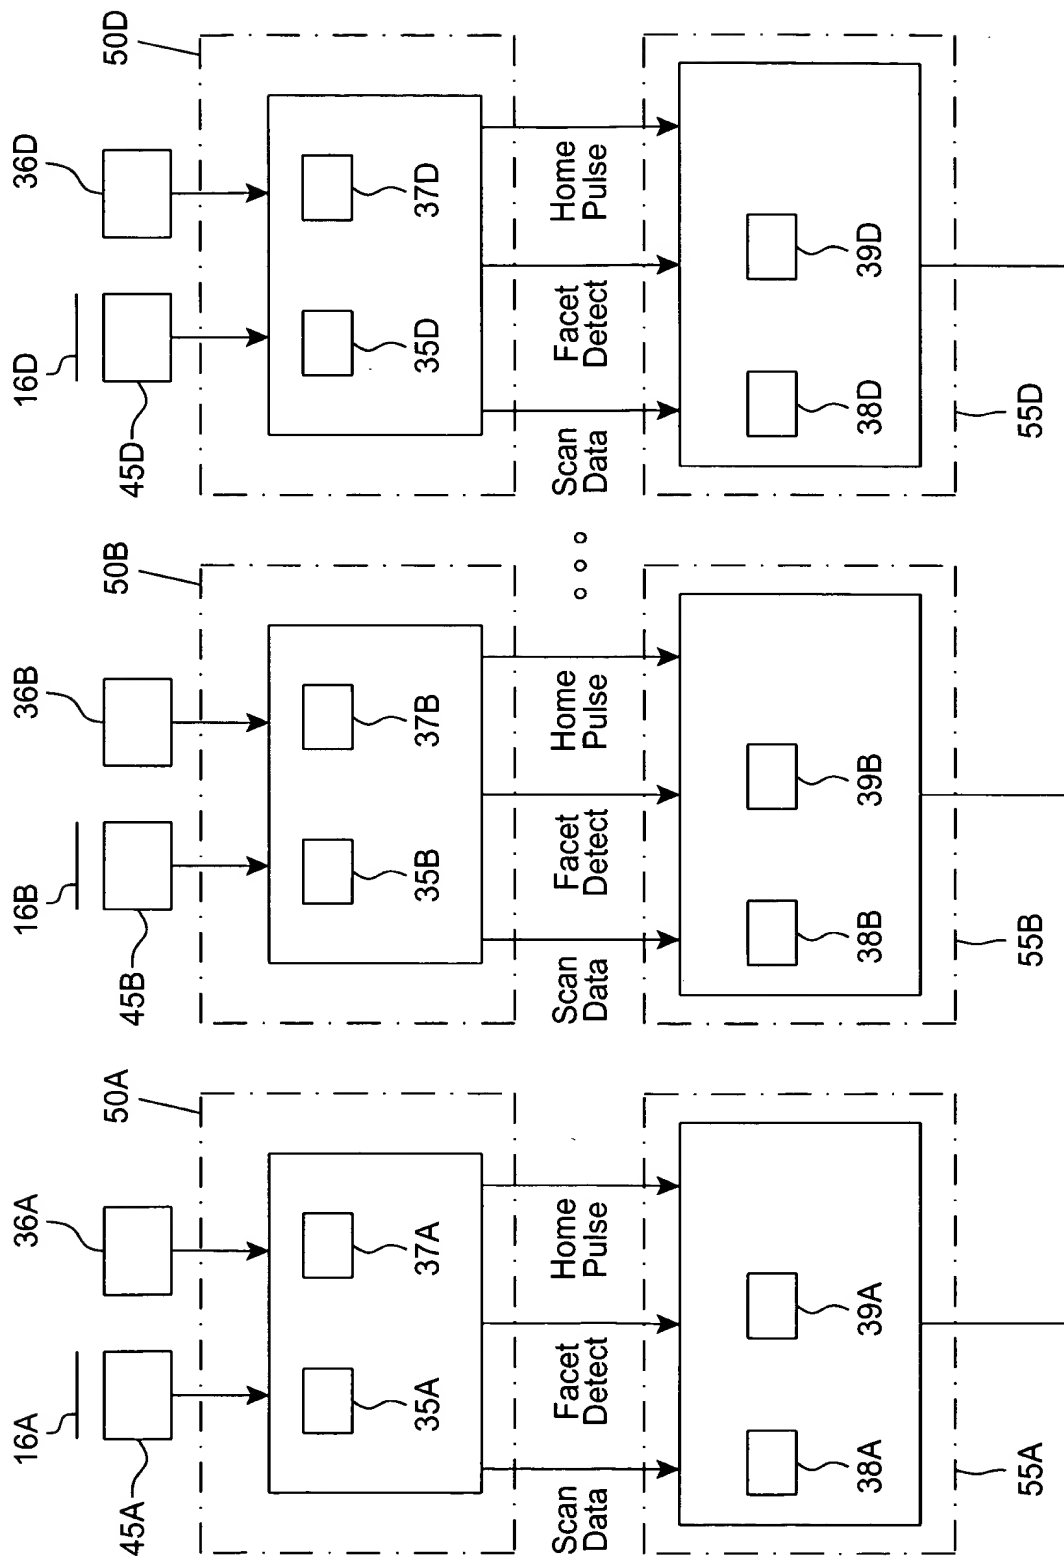 16A
36A
45A
50A
35A
37A
Scan
Data
Facet
Detect
Home
Pulse
38A
39A
55A
16B
36B
45B
50B
35B
37B
Scan
Data
Facet
Detect
Home
Pulse
38B
39B
55B
16D
36D
45D
50D
35D
37D
Scan
Data
Facet
Detect
Home
Pulse
38D
39D
55D